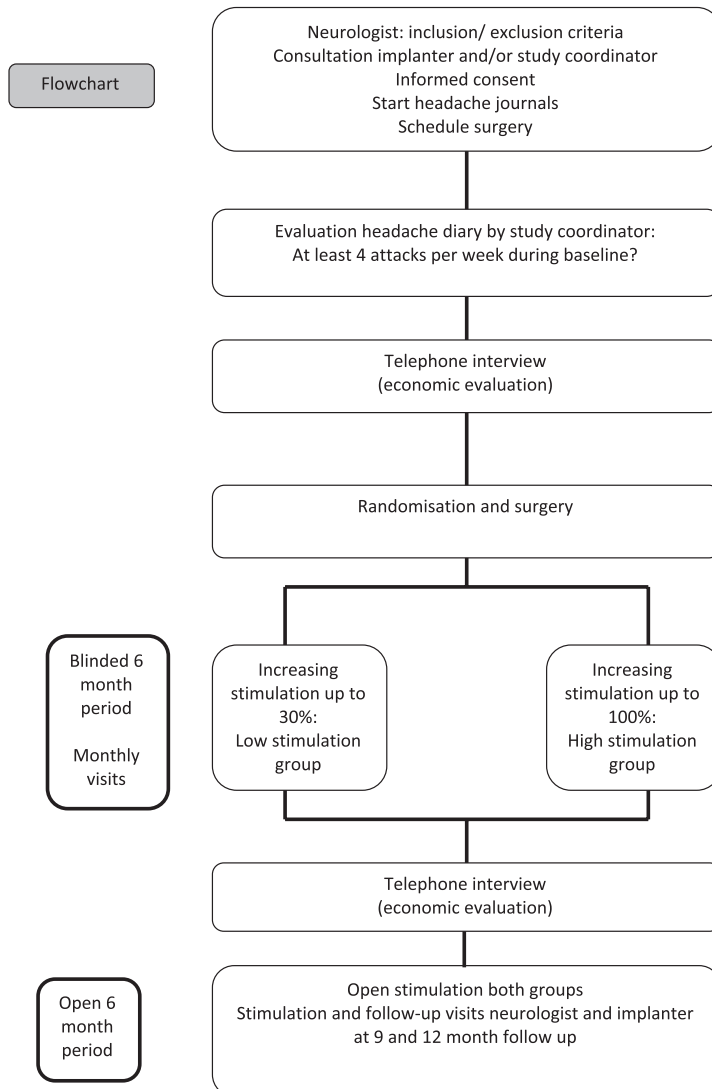 Flowchart
Neurologist: inclusion/ exclusion criteria
Consultation implanter and/or study coordinator
Informed consent
Start headache journals
Schedule surgery
Evaluation headache diary by study coordinator:
At least 4 attacks per week during baseline?
Telephone interview
(economic evaluation)
Randomisation and surgery
Blinded 6
month
period
Monthly
visits
Increasing
stimulation up to
30%:
Low stimulation
group
Increasing
stimulation up to
100%:
High stimulation
group
Telephone interview
(economic evaluation)
Open 6
month
period
Open stimulation both groups
Stimulation and follow-up visits neurologist and implanter
at 9 and 12 month follow up